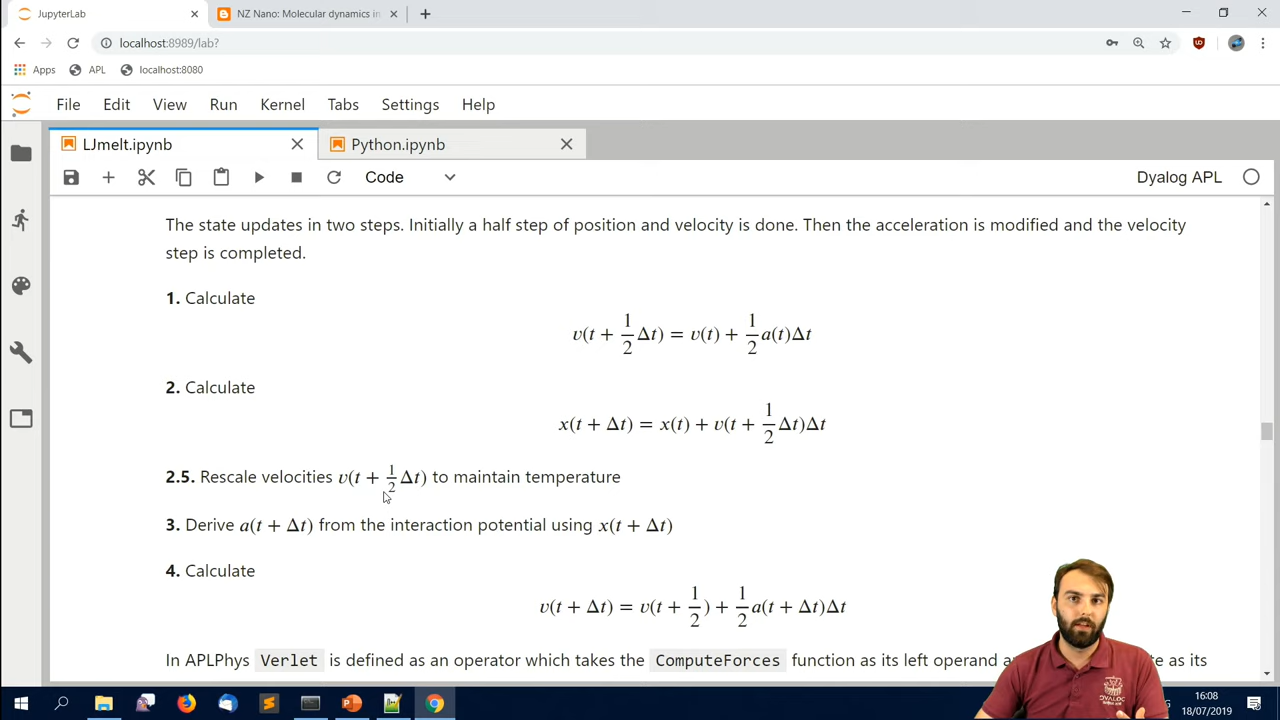 JupyterLab
NZ Nano: Molecular dynamics in
localhost:8989/lab?
Apps APL localhost:8080
File Edit View Run Kernel Tabs Settings Help
LJmelt.ipynb Python.ipynb
Code Dyalog APL
The state updates in two steps. Initially a half step of position and velocity is done. Then the acceleration is modified and the velocity
step is completed.
1. Calculate
v(t + 1/2 Δt) = v(t) + 1/2 a(t)Δt
2. Calculate
x(t + Δt) = x(t) + v(t + 1/2 Δt)Δt
2.5. Rescale velocities v(t + 1/2 Δt) to maintain temperature
3. Derive a(t + Δt) from the interaction potential using x(t + Δt)
4. Calculate
v(t + Δt) = v(t + 1/2) + 1/2 a(t + Δt)Δt
In APLPhys Verlet is defined as an operator which takes the ComputeForces function as its left operand as its
DYALOG
16:08
18/07/2019